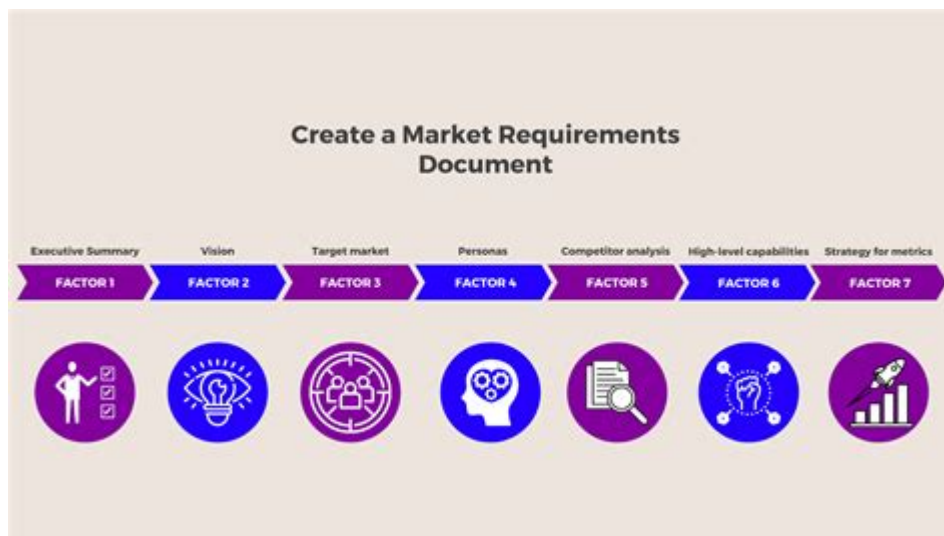 Create a Market Requirements
Document
Executive Summary Vision Target market Personas Competitor analysis High-level capabilities Strategy for metrics
FACTOR 1 FACTOR 2 FACTOR 3 FACTOR 4 FACTOR 5 FACTOR 6 FACTOR 7